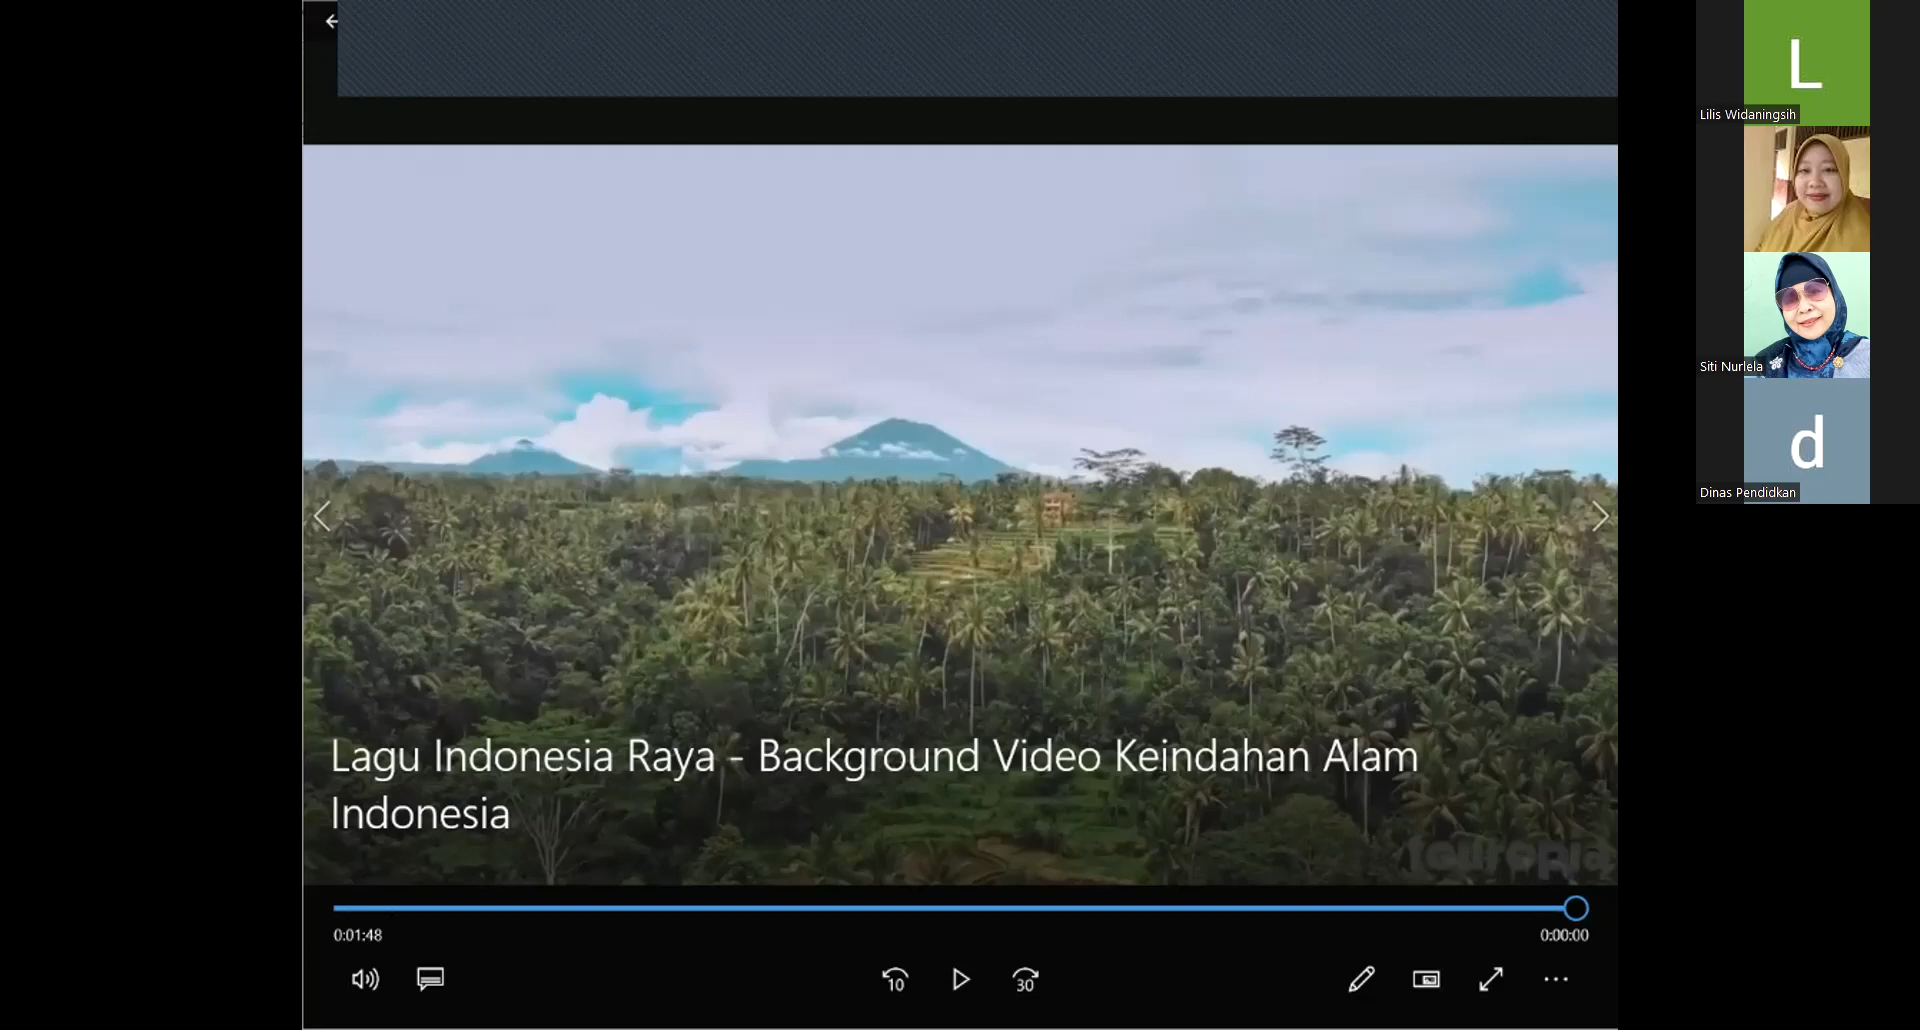 L
Lilis Widaningsih
Siti Nurlela
d
Dinas Pendidkan
Lagu Indonesia Raya - Background Video Keindahan Alam
Indonesia
touropia
0:01:48
0:00:00
10
30